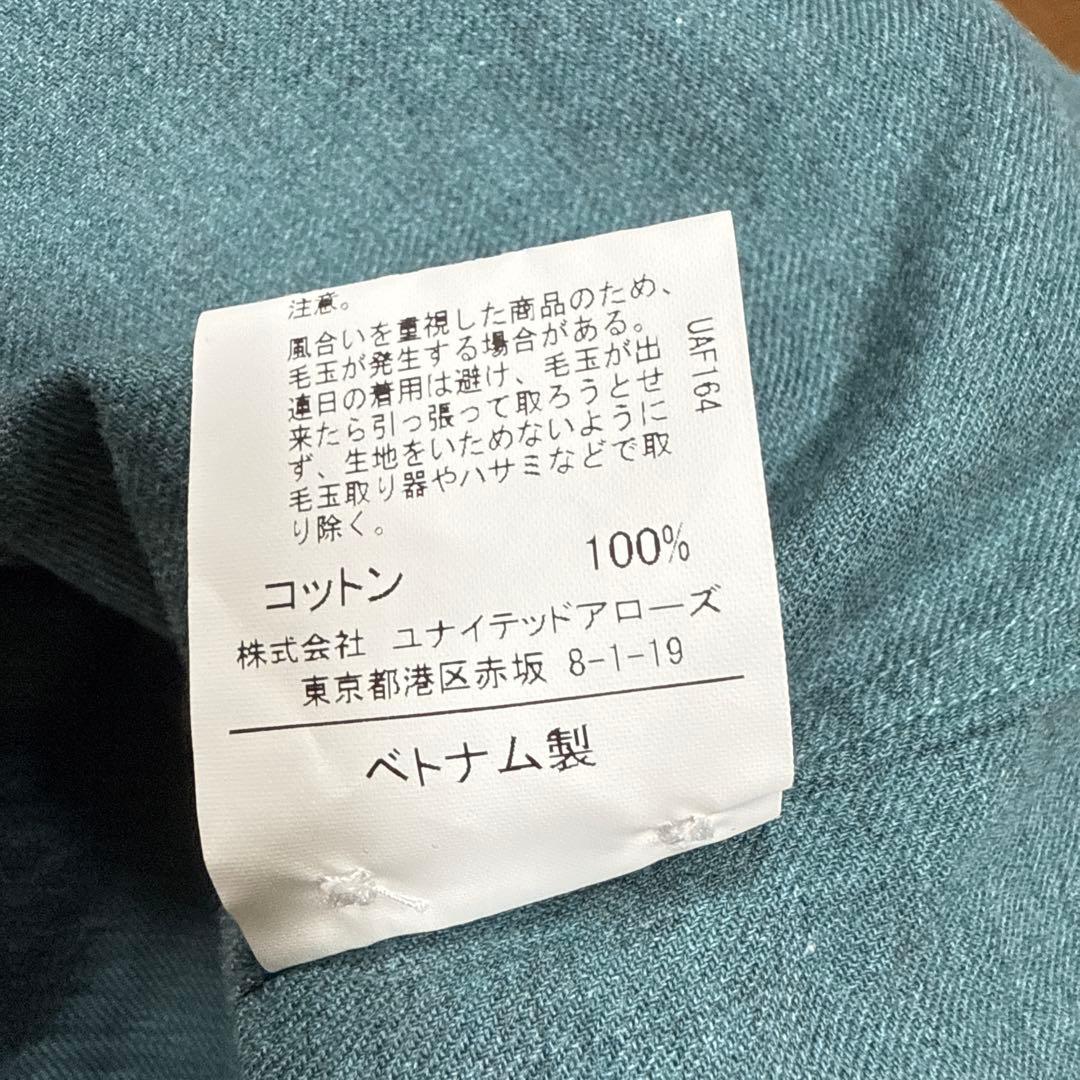 注意。
風合いを重視した商品のため、
毛玉が発生する場合がある。
連日の着用は避け、毛玉が出
来たら引っ張って取ろうとせ
ず、生地をいためないように
毛玉取り器やハサミなどで取
り除く。
UAF164
コットン 100%
株式会社 ユナイテッドアローズ
東京都港区赤坂 8-1-19
ベトナム製